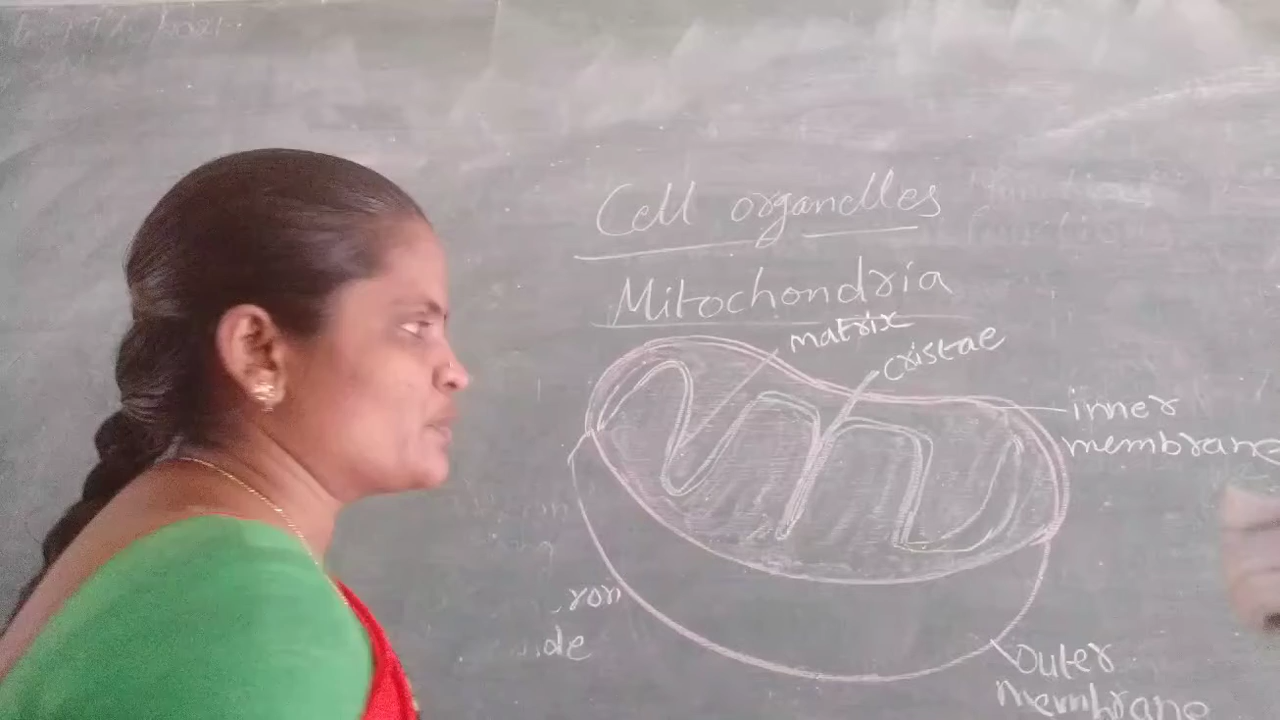 Cell organelles
Mitochondria
matrix
cristae
inner
membrane
outer
membrane